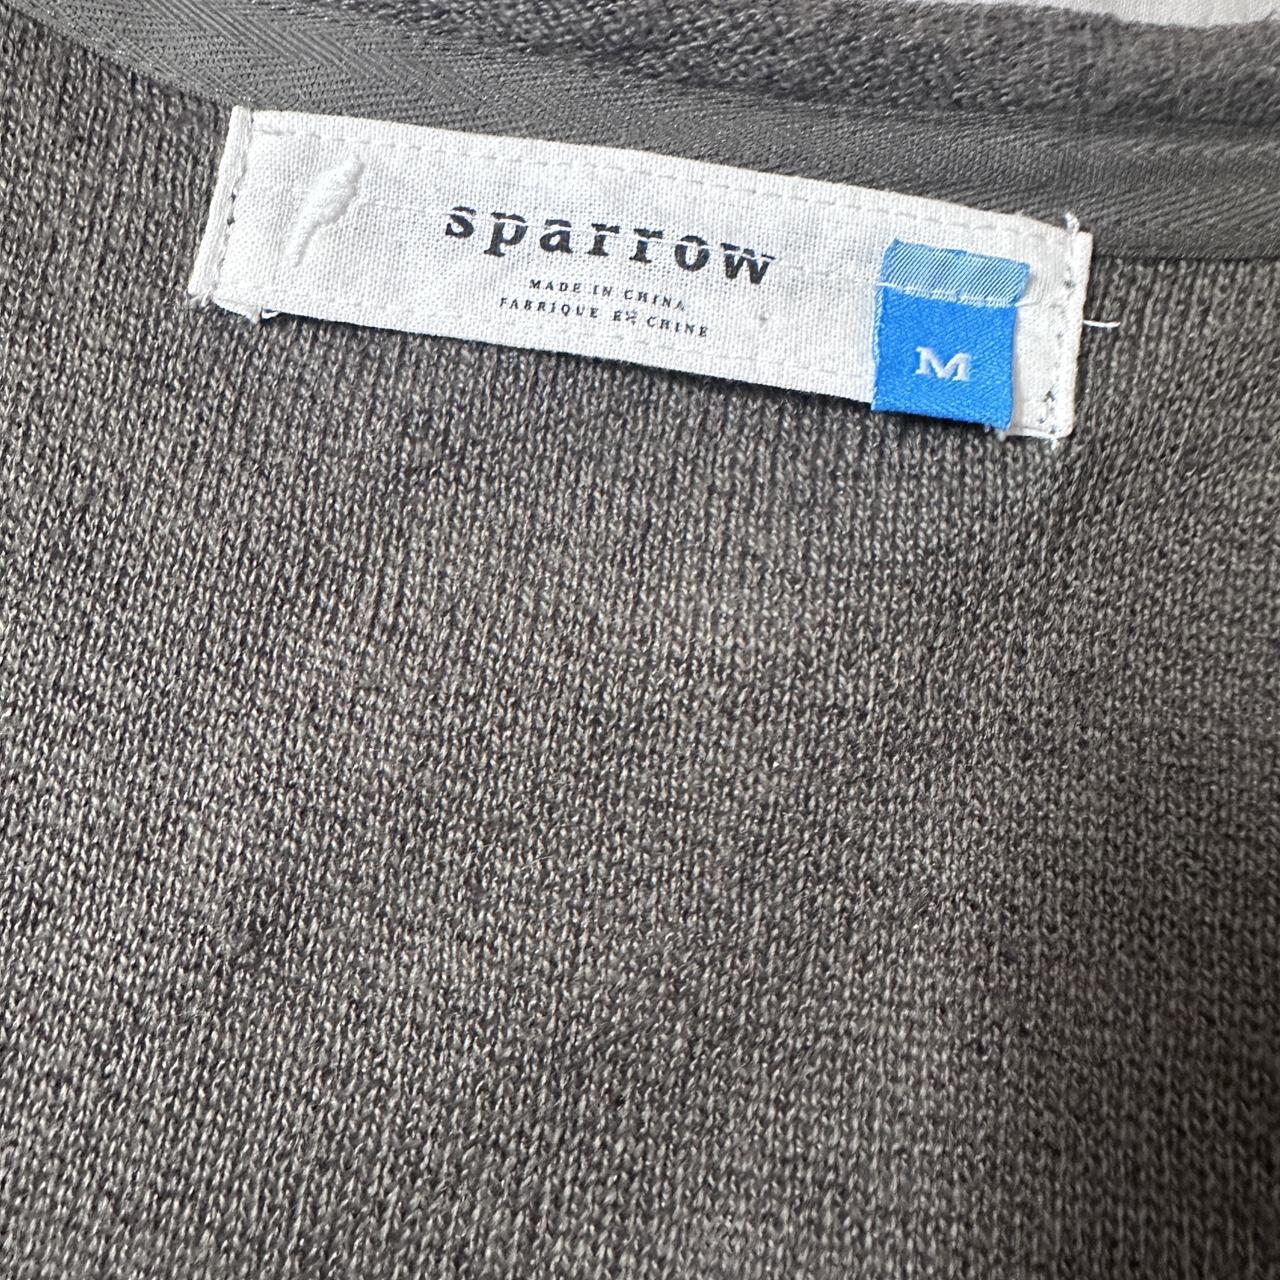 sparrow
MADE IN CHINA
FABRIQUE EN CHINE
M